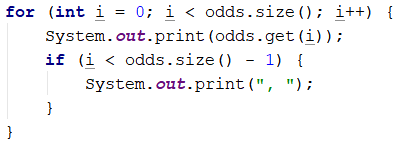 for (int i = 0; i < odds.size(); i++) {
    System.out.print(odds.get(i));
    if (i < odds.size() - 1) {
        System.out.print(", ");
    }
}